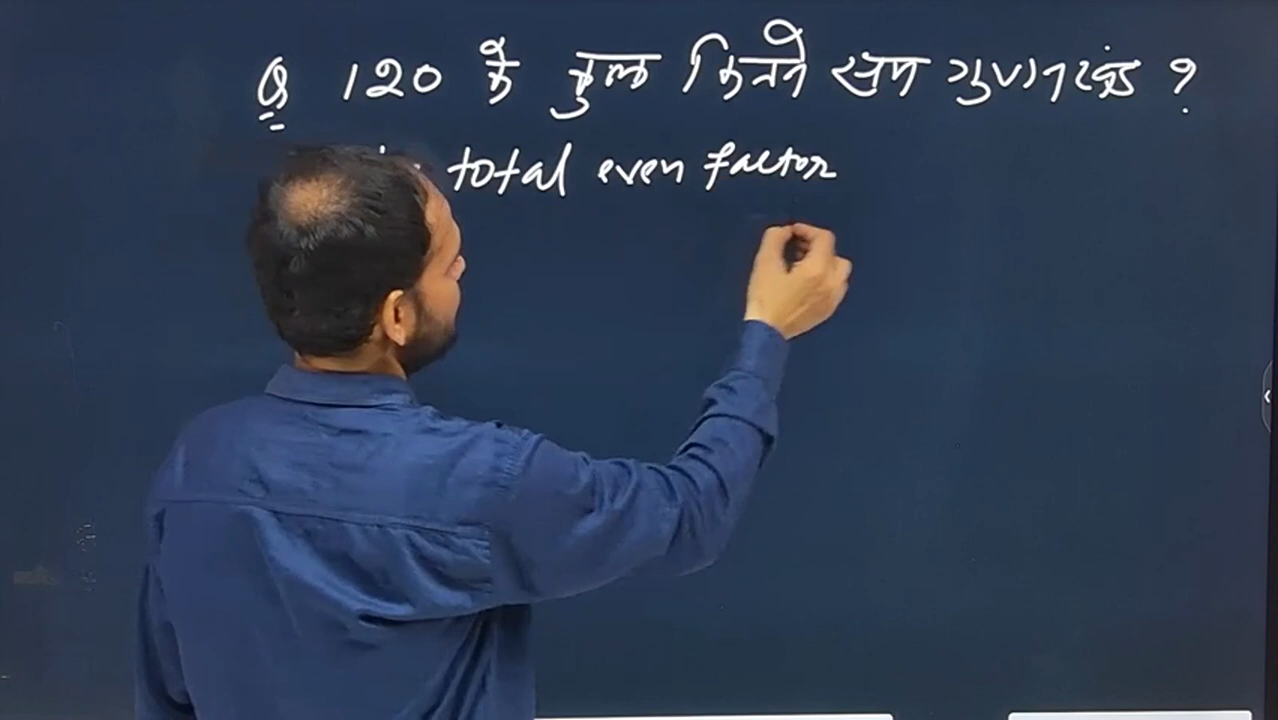 Q 120 के कुल कितने सम गुणनखंड ?
total even factor